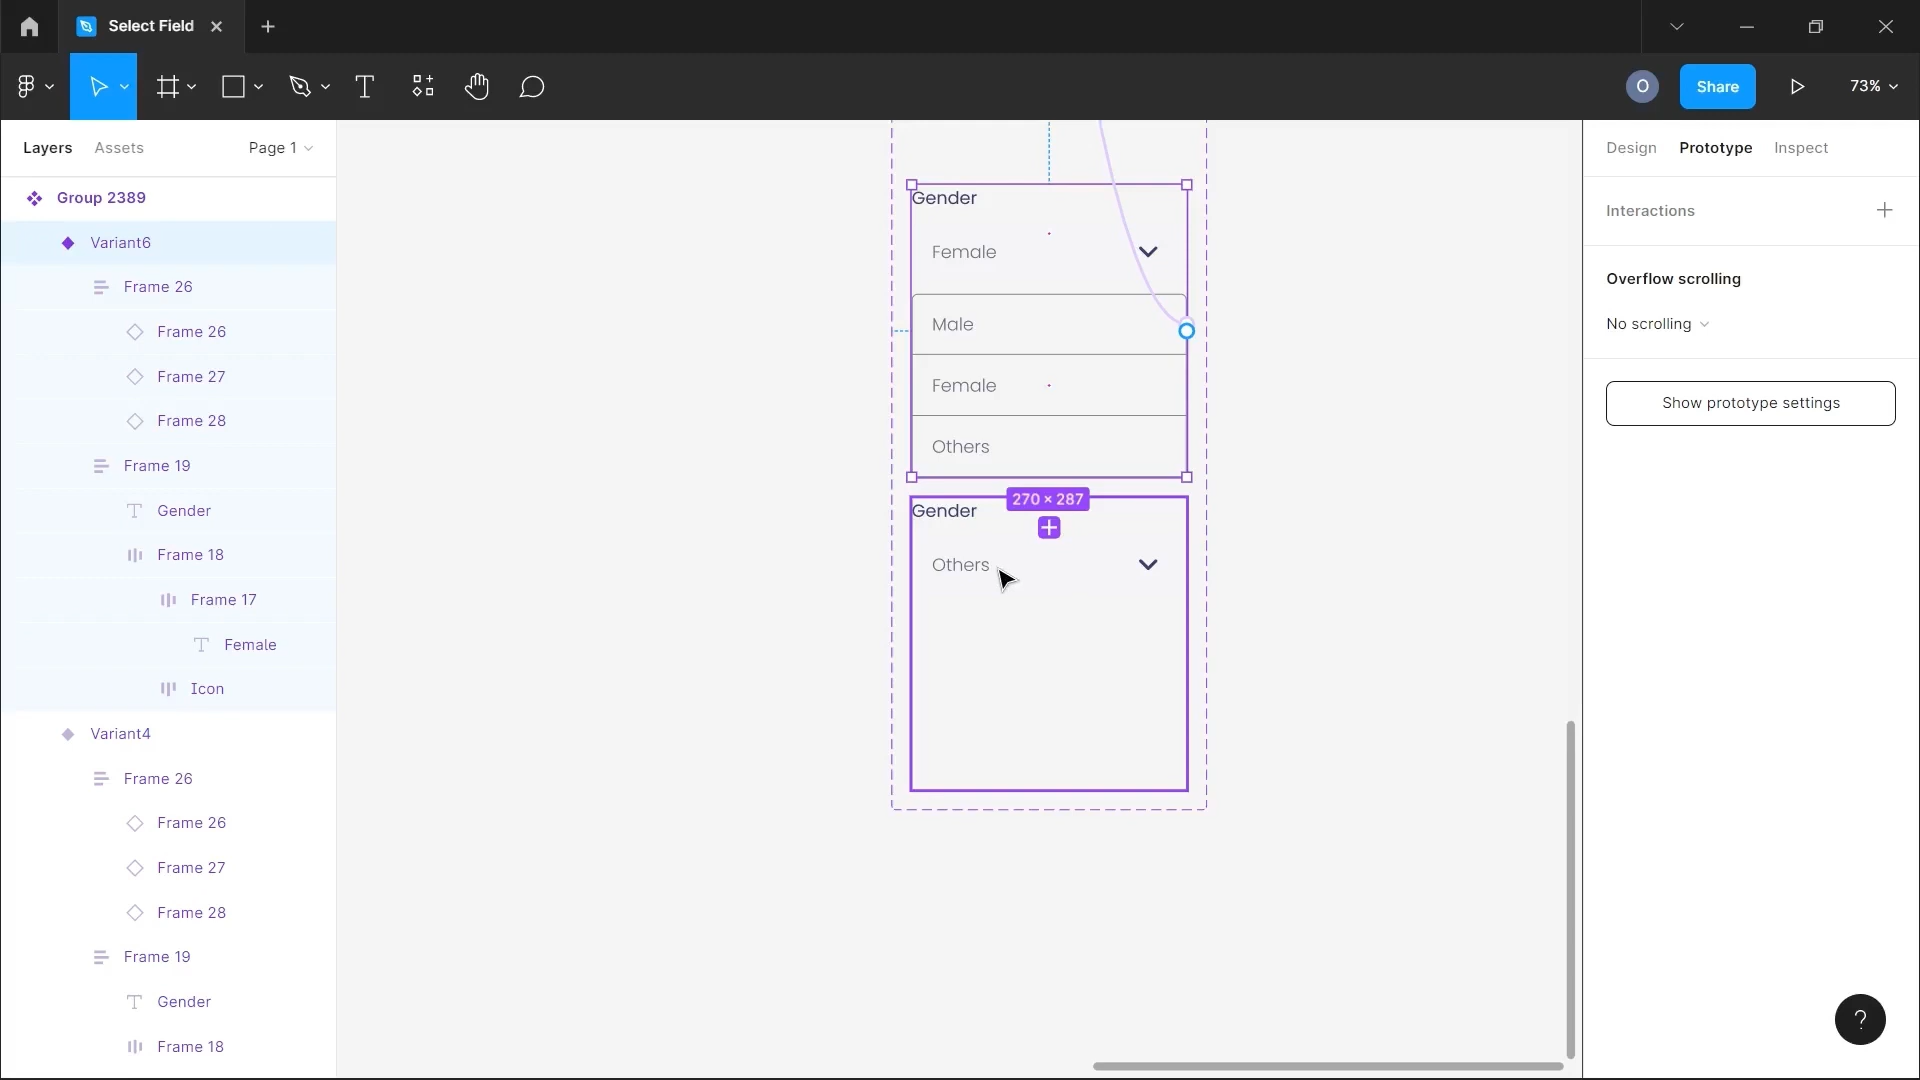 Select Field
O
Share
73%
Layers
Assets
Page 1
Group 2389
Variant6
Frame 26
Frame 26
Frame 27
Frame 28
Frame 19
Gender
Frame 18
Frame 17
Female
Icon
Variant4
Frame 26
Frame 26
Frame 27
Frame 28
Frame 19
Gender
Frame 18
Gender
Female
Male
Female
Others
270 × 287
Gender
Others
Design
Prototype
Inspect
Interactions
Overflow scrolling
No scrolling
Show prototype settings
?